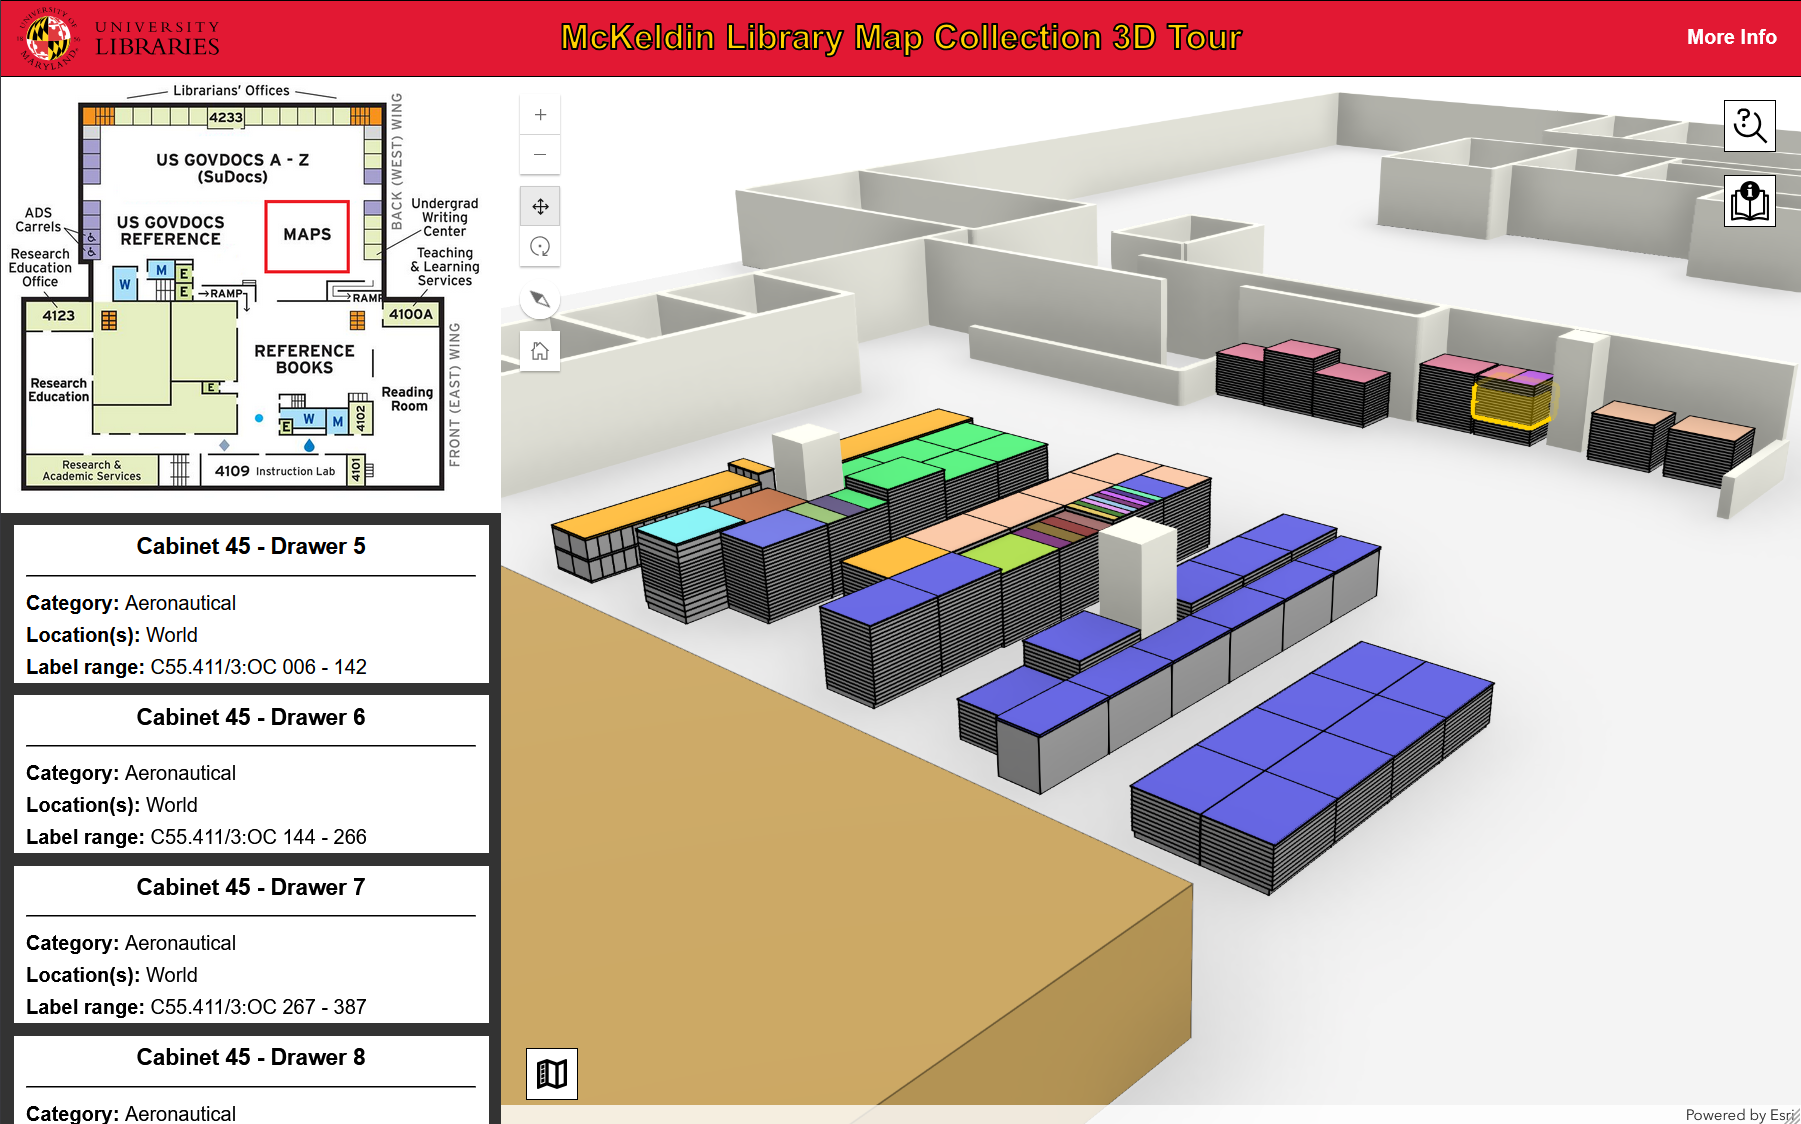 UNIVERSITY
LIBRARIES
McKeldin Library Map Collection 3D Tour
More Info
Librarians' Offices
4233
US GOVDOCS A - Z
(SuDocs)
BACK (WEST) WING
ADS
Carrels
US GOVDOCS
REFERENCE
MAPS
Undergrad
Writing
Center
Research
Education
Office
Teaching
& Learning
Services
M
W
E
E
RAMP
RAMP
4123
4100A
REFERENCE
BOOKS
FRONT (EAST) WING
Research
Education
E
Reading
Room
W
M
E
4102
Research &
Academic Services
4109 Instruction Lab
4101
Cabinet 45 - Drawer 5
Category: Aeronautical
Location(s): World
Label range: C55.411/3:OC 006 - 142
Cabinet 45 - Drawer 6
Category: Aeronautical
Location(s): World
Label range: C55.411/3:OC 144 - 266
Cabinet 45 - Drawer 7
Category: Aeronautical
Location(s): World
Label range: C55.411/3:OC 267 - 387
Cabinet 45 - Drawer 8
Category: Aeronautical
Powered by Esri